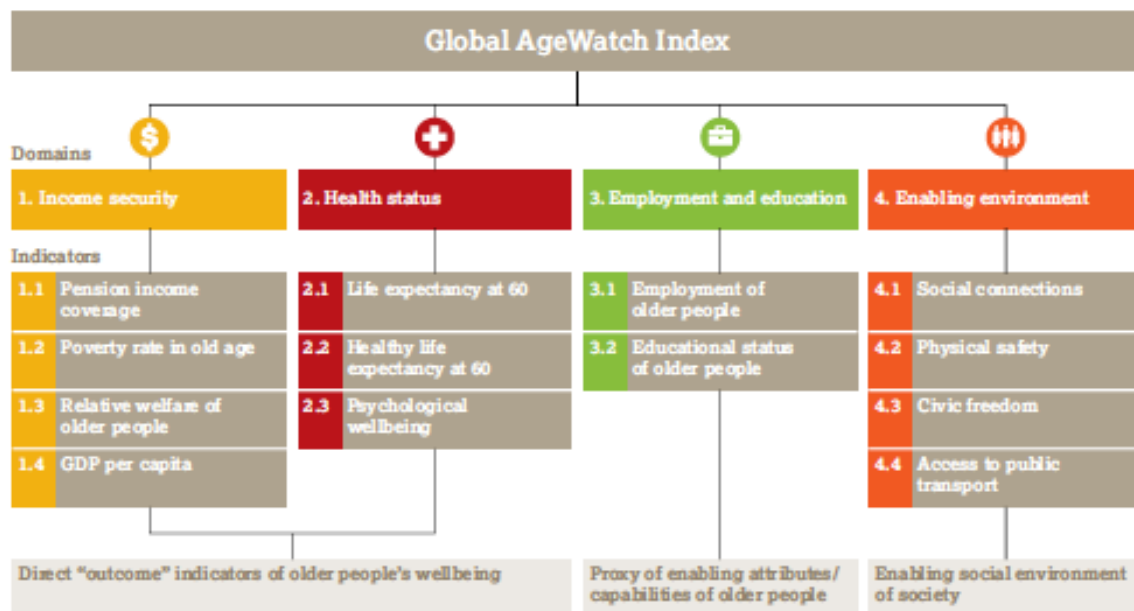 Global AgeWatch Index
Domains
1. Income security
2. Health status
3. Employment and education
4. Enabling environment
Indicators
1.1 Pension income
coverage
1.2 Poverty rate in old age
1.3 Relative welfare of
older people
1.4 GDP per capita
2.1 Life expectancy at 60
2.2 Healthy life
expectancy at 60
2.3 Psychological
wellbeing
3.1 Employment of
older people
3.2 Educational status
of older people
4.1 Social connections
4.2 Physical safety
4.3 Civic freedom
4.4 Access to public
transport
Direct “outcome” indicators of older people’s wellbeing
Proxy of enabling attributes/
capabilities of older people
Enabling social environment
of society